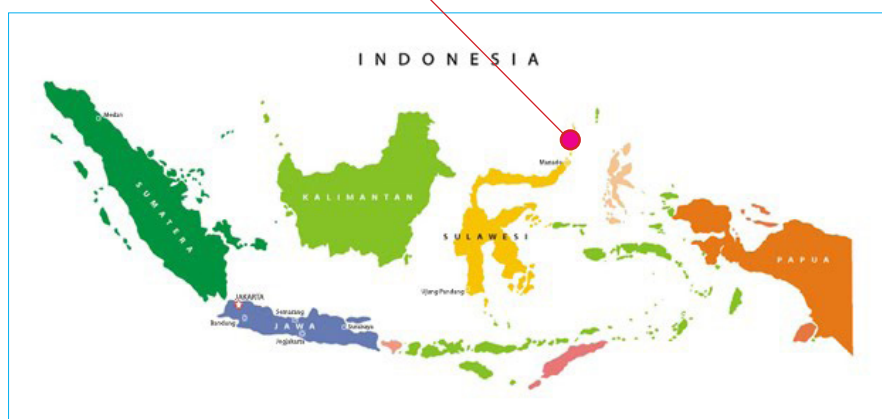 INDONESIA
Medan
Manado
KALIMANTAN
SUMATERA
SULAWESI
PAPUA
Ujung Pandang
JAKARTA
Semarang
Bandung
JAWA
Surabaya
Jogjakarta